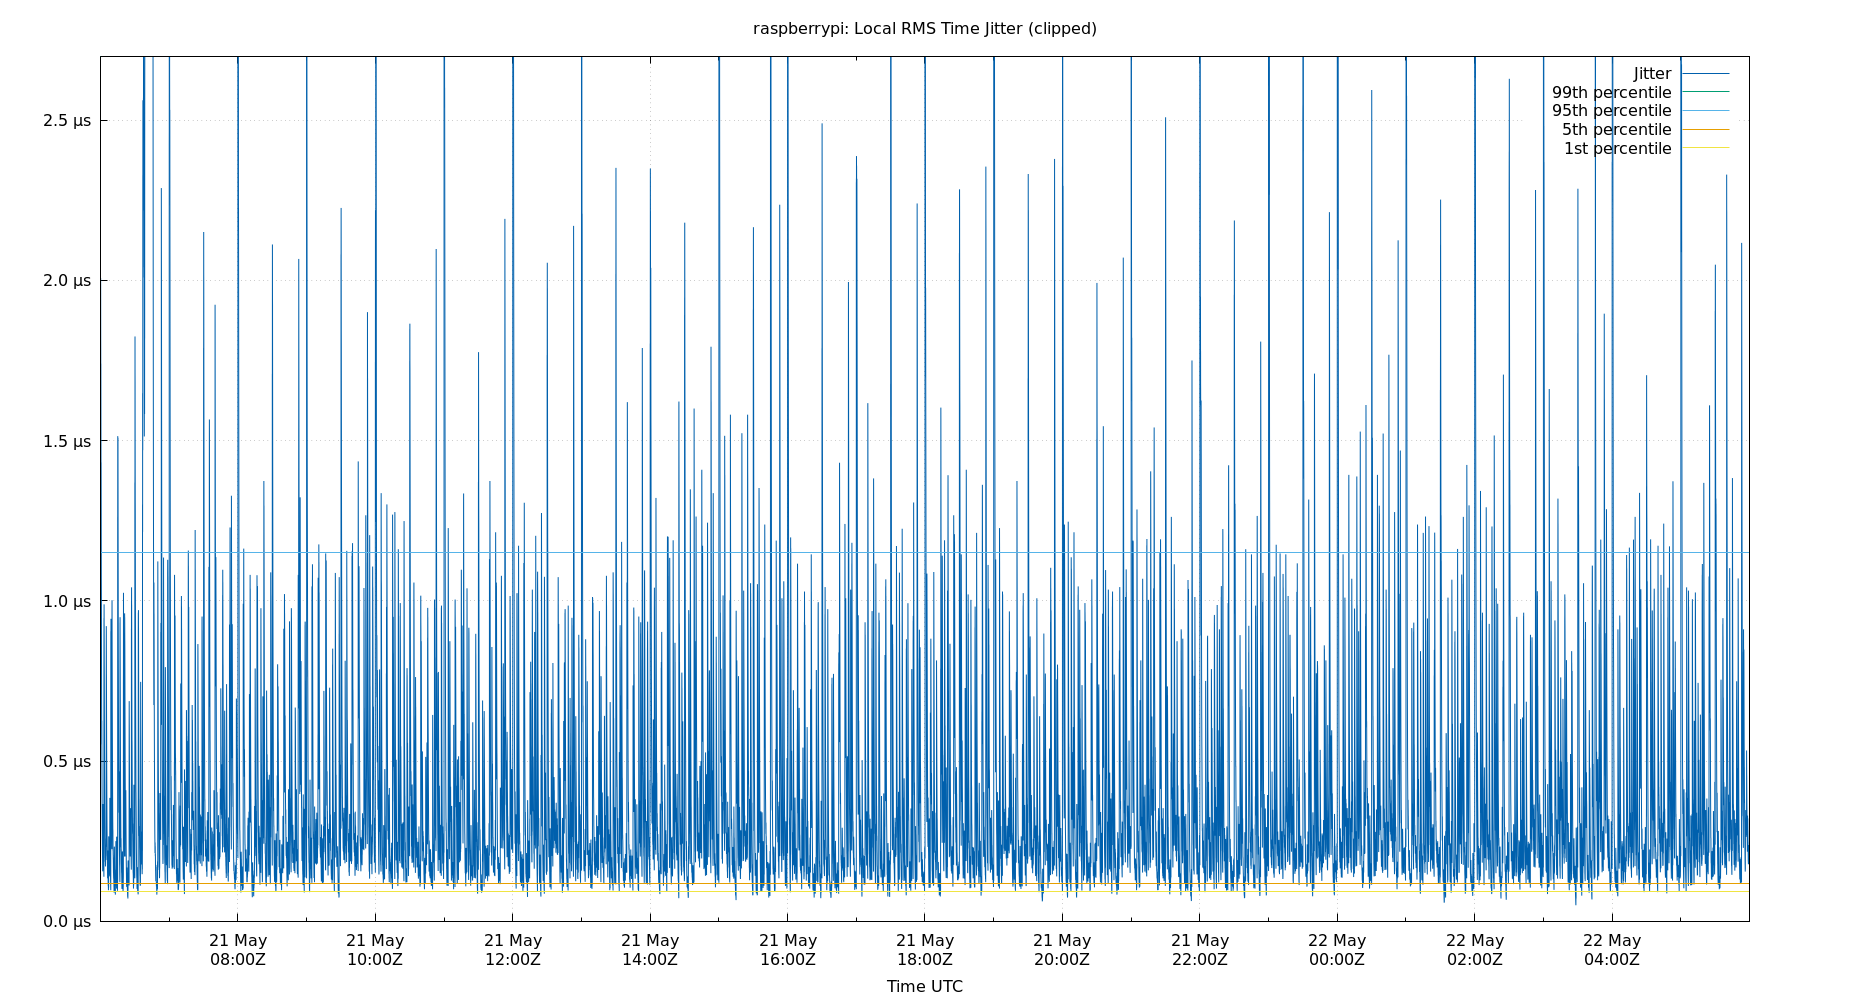 raspberrypi: Local RMS Time Jitter (clipped)
Jitter
99th percentile
95th percentile
5th percentile
1st percentile
2.5 µs
2.0 µs
1.5 µs
1.0 µs
0.5 µs
0.0 µs
21 May 21 May 21 May 21 May 21 May 21 May 21 May 21 May 22 May 22 May 22 May
08:00Z 10:00Z 12:00Z 14:00Z 16:00Z 18:00Z 20:00Z 22:00Z 00:00Z 02:00Z 04:00Z
Time UTC